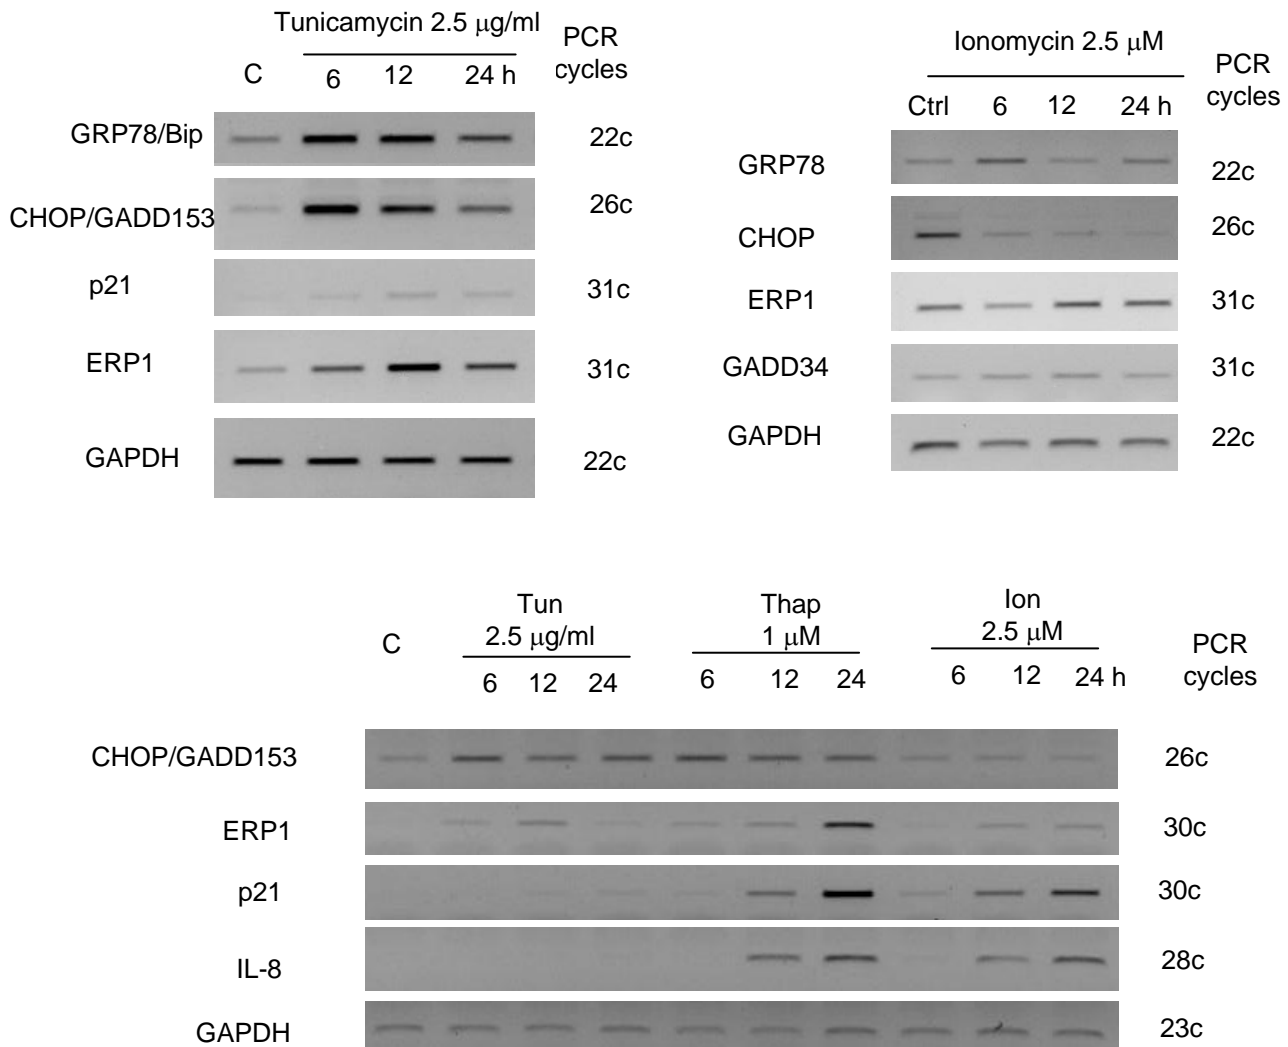 Tunicamycin 2.5 μg/ml
PCR
cycles
C 6 12 24 h
GRP78/Bip 22c
CHOP/GADD153 26c
p21 31c
ERP1 31c
GAPDH 22c
Ionomycin 2.5 μM
PCR
cycles
Ctrl 6 12 24 h
GRP78 22c
CHOP 26c
ERP1 31c
GADD34 31c
GAPDH 22c
Tun Thap Ion
C 2.5 μg/ml 1 μM 2.5 μM PCR
6 12 24 6 12 24 6 12 24 h cycles
CHOP/GADD153 26c
ERP1 30c
p21 30c
IL-8 28c
GAPDH 23c